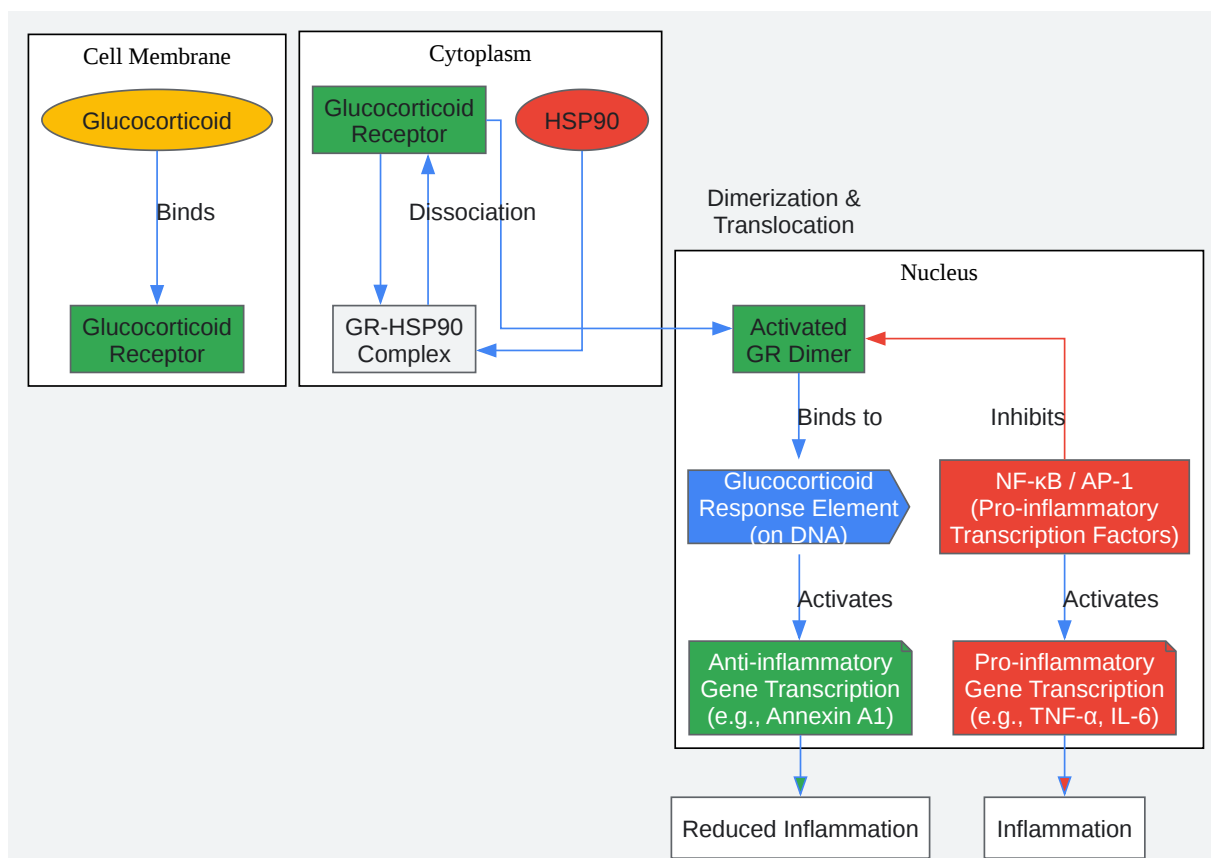 Cell Membrane
Glucocorticoid
Binds
Glucocorticoid
Receptor
Cytoplasm
Glucocorticoid
Receptor
HSP90
Dissociation
GR-HSP90
Complex
Dimerization &
Translocation
Nucleus
Activated
GR Dimer
Binds to
Inhibits
Glucocorticoid
Response Element
(on DNA)
NF-κB / AP-1
(Pro-inflammatory
Transcription Factors)
Activates
Activates
Anti-inflammatory
Gene Transcription
(e.g., Annexin A1)
Pro-inflammatory
Gene Transcription
(e.g., TNF-α, IL-6)
Reduced Inflammation
Inflammation